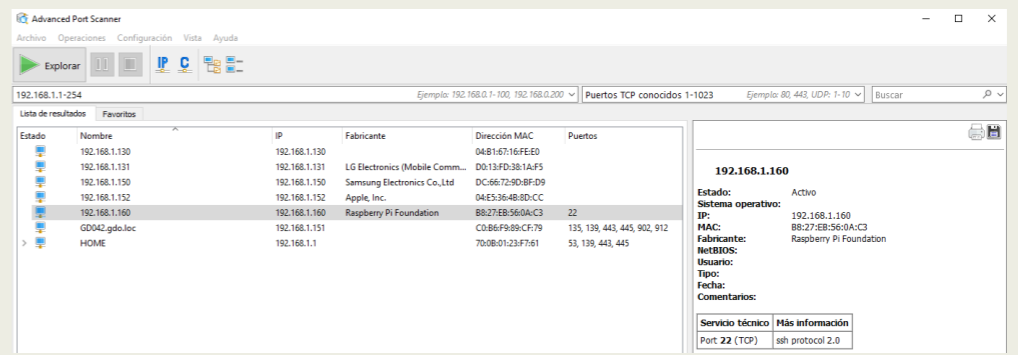 Advanced Port Scanner
Archivo Operaciones Configuración Vista Ayuda
Explorar IP C
192.168.1.1-254 Ejemplo: 192.168.0.1-100, 192.168.0.200 Puertos TCP conocidos 1-1023 Ejemplo: 80, 443, UDP: 1-10 Buscar
Lista de resultados Favoritos
Estado Nombre IP Fabricante Dirección MAC Puertos
192.168.1.130 192.168.1.130 04:B1:67:16:FE:E0
192.168.1.131 192.168.1.131 LG Electronics (Mobile Comm... D0:13:FD:38:1A:F5
192.168.1.150 192.168.1.150 Samsung Electronics Co.,Ltd DC:66:72:9D:BF:D9
192.168.1.152 192.168.1.152 Apple, Inc. 04:E5:36:4B:8D:CC
192.168.1.160 192.168.1.160 Raspberry Pi Foundation B8:27:EB:56:0A:C3 22
GD042.gdo.loc 192.168.1.151 C0:B6:F9:89:CF:79 135, 139, 443, 445, 902, 912
HOME 192.168.1.1 70:0B:01:23:F7:61 53, 139, 443, 445
192.168.1.160
Estado: Activo
Sistema operativo:
IP: 192.168.1.160
MAC: B8:27:EB:56:0A:C3
Fabricante: Raspberry Pi Foundation
NetBIOS:
Usuario:
Tipo:
Fecha:
Comentarios:
Servicio técnico Más información
Port 22 (TCP) ssh protocol 2.0